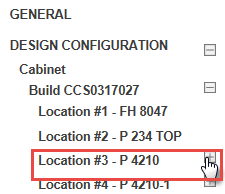 GENERAL
DESIGN CONFIGURATION
Cabinet
Build CCS0317027
Location #1 - FH 8047
Location #2 - P 234 TOP
Location #3 - P 4210
Location #4 - P 4210-1